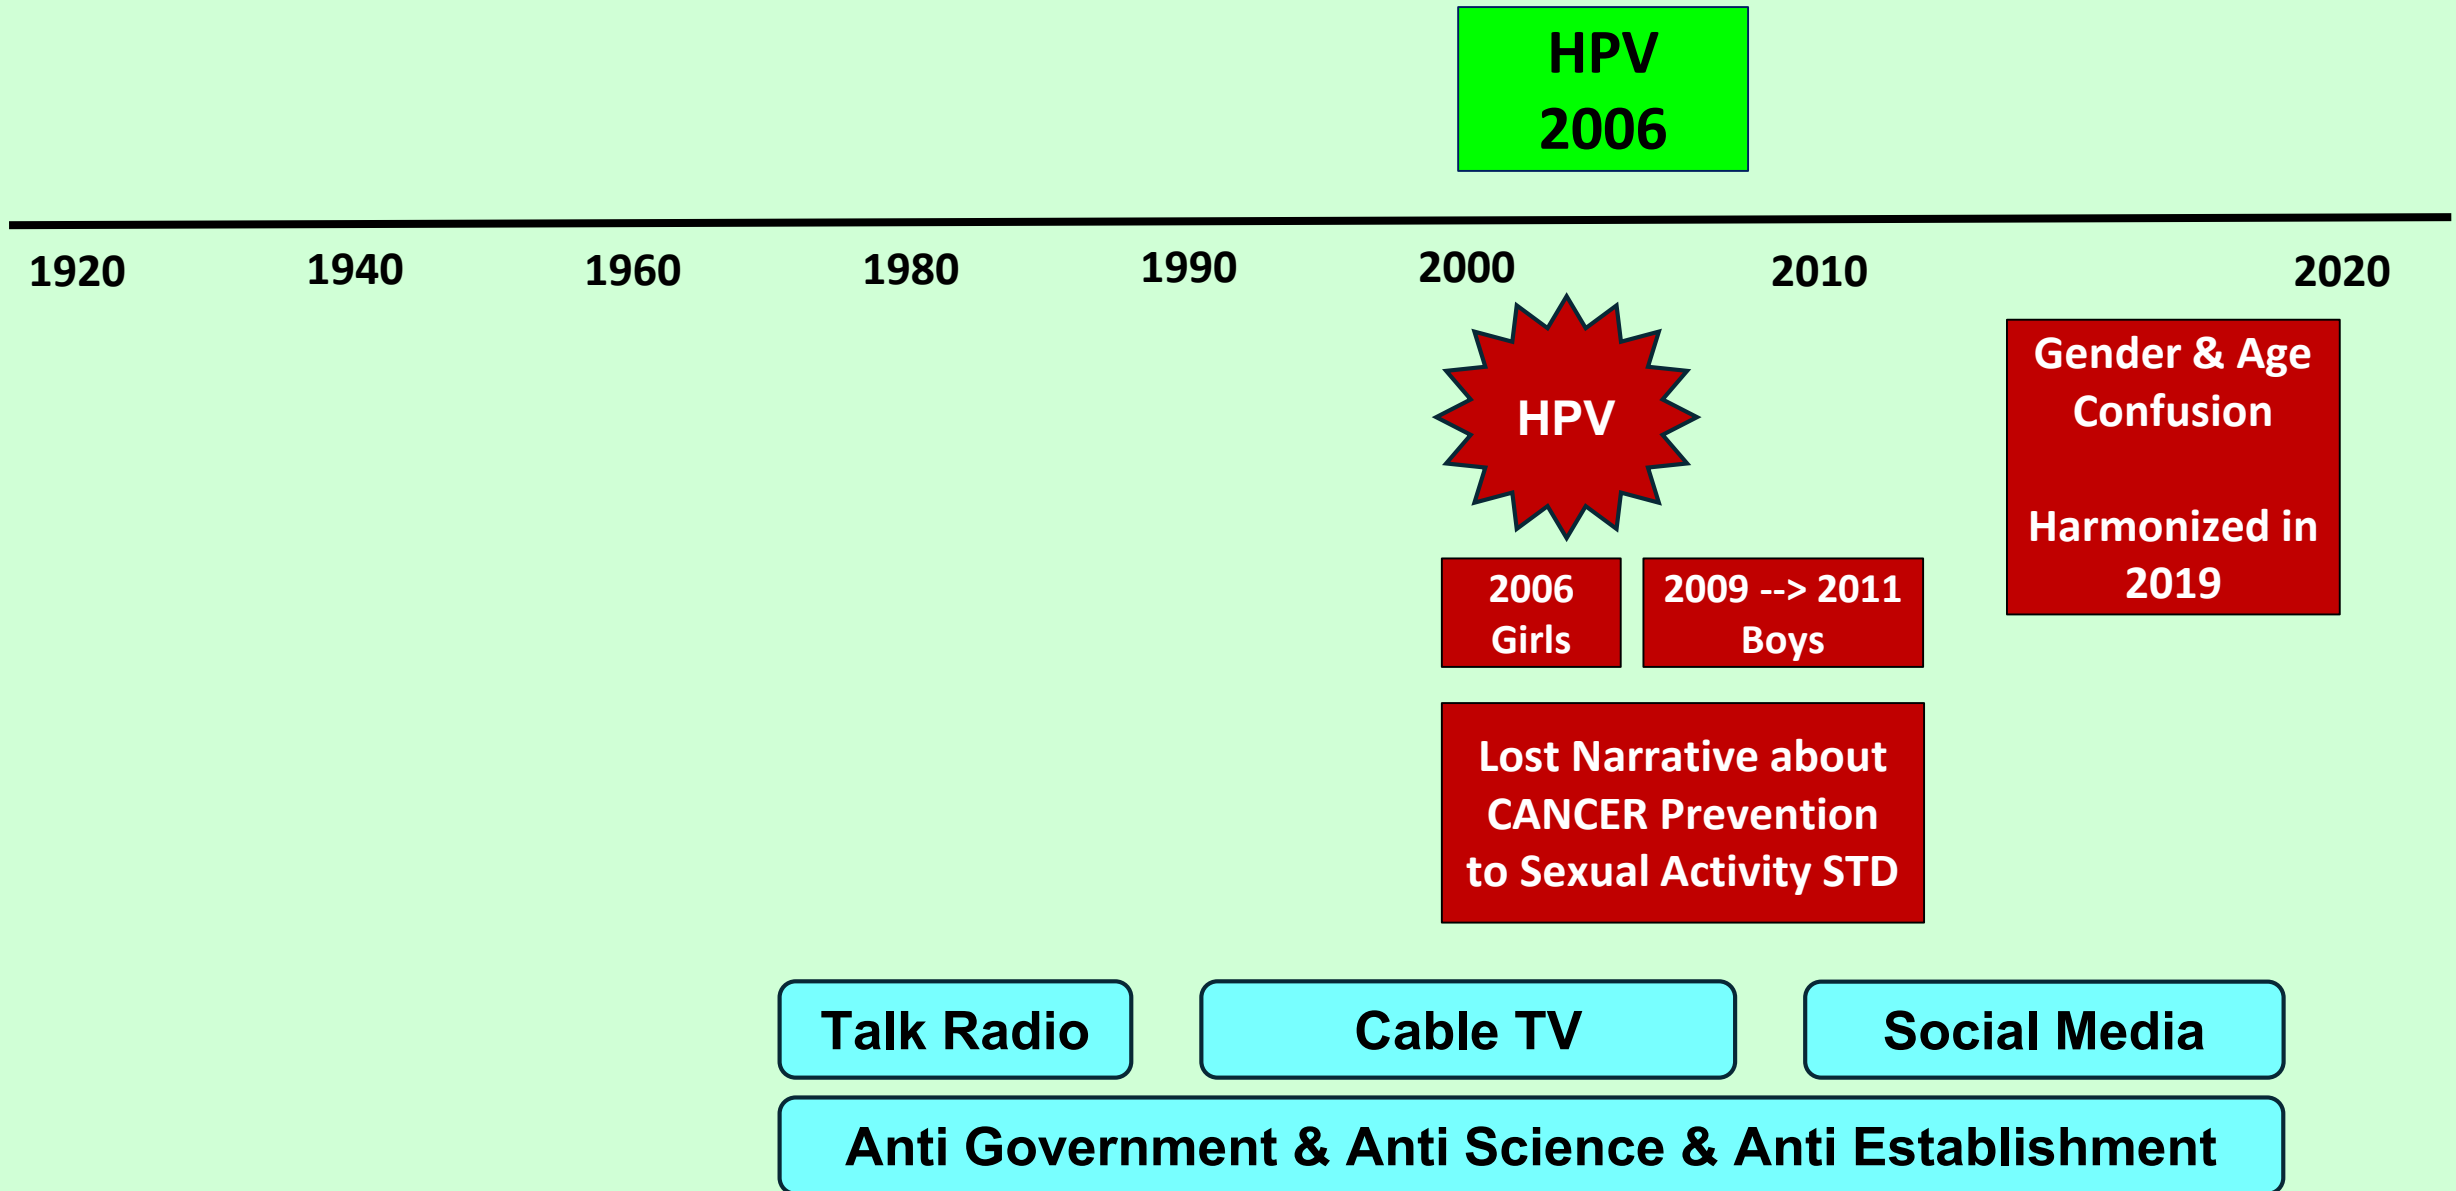 HPV
2006
1920 1940 1960 1980 1990 2000 2010 2020
HPV
Gender & Age
Confusion
Harmonized in
2019
2006
Girls
2009 --> 2011
Boys
Lost Narrative about
CANCER Prevention
to Sexual Activity STD
Talk Radio
Cable TV
Social Media
Anti Government & Anti Science & Anti Establishment